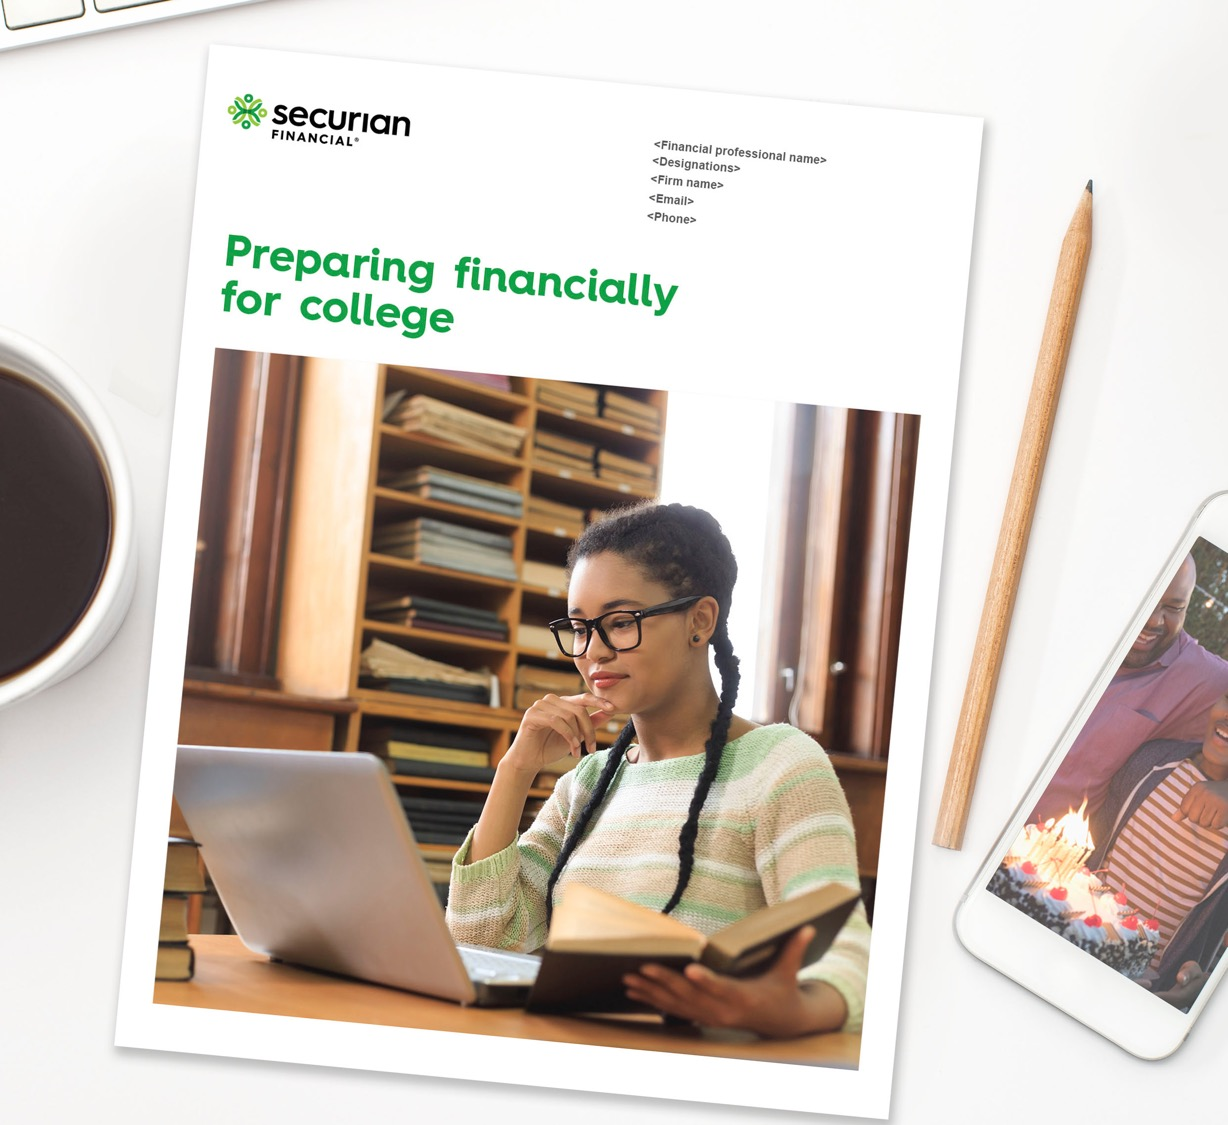 securian
FINANCIAL®
<Financial professional name>
<Designations>
<Firm name>
<Email>
<Phone>
Preparing financially
for college